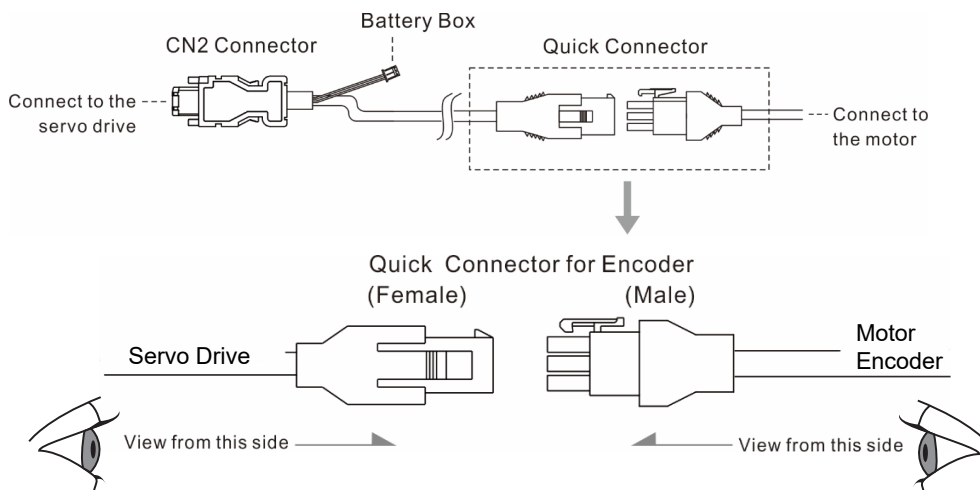 Battery Box
CN2 Connector
Quick Connector
Connect to the
servo drive
Connect to
the motor
Quick Connector for Encoder
(Female)
(Male)
Servo Drive
Motor
Encoder
View from this side
View from this side